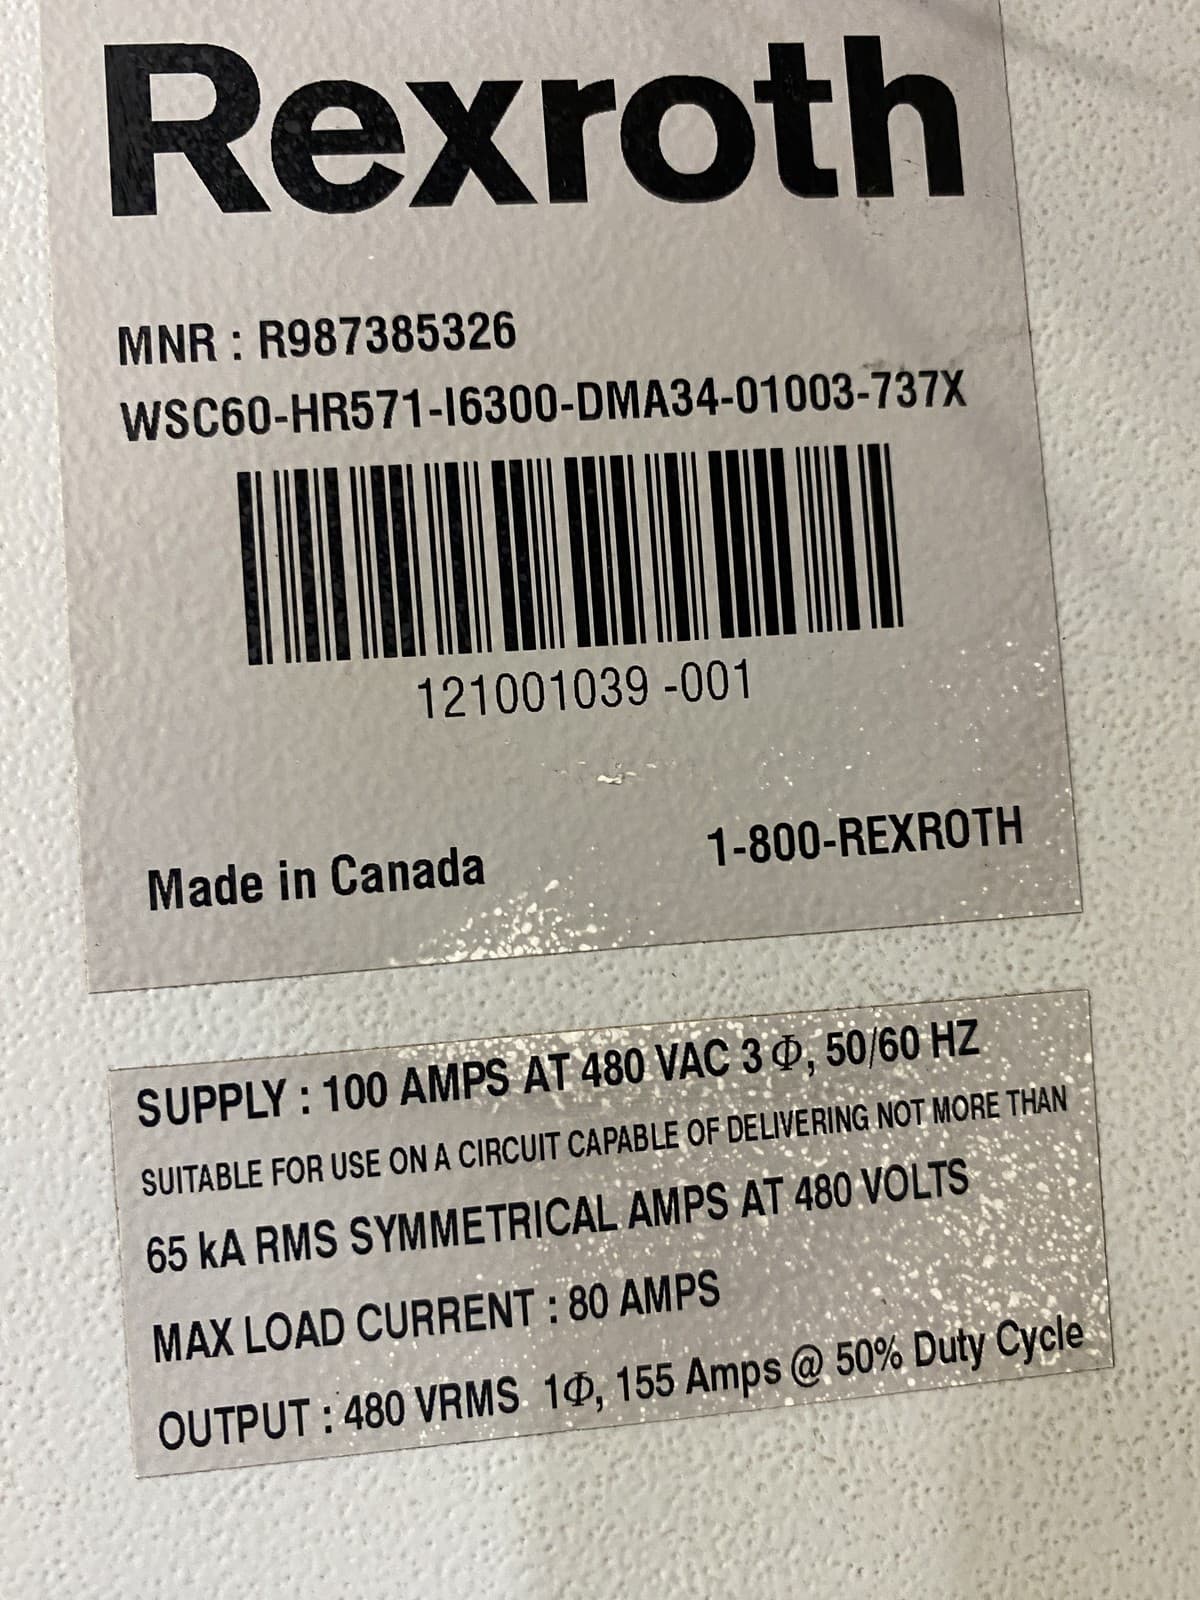 Rexroth
MNR : R987385326
WSC60-HR571-I6300-DMA34-01003-737X
121001039 -001
Made in Canada
1-800-REXROTH
SUPPLY : 100 AMPS AT 480 VAC 3 Φ, 50/60 HZ
SUITABLE FOR USE ON A CIRCUIT CAPABLE OF DELIVERING NOT MORE THAN
65 kA RMS SYMMETRICAL AMPS AT 480 VOLTS
MAX LOAD CURRENT : 80 AMPS
OUTPUT : 480 VRMS 1Φ, 155 Amps @ 50% Duty Cycle